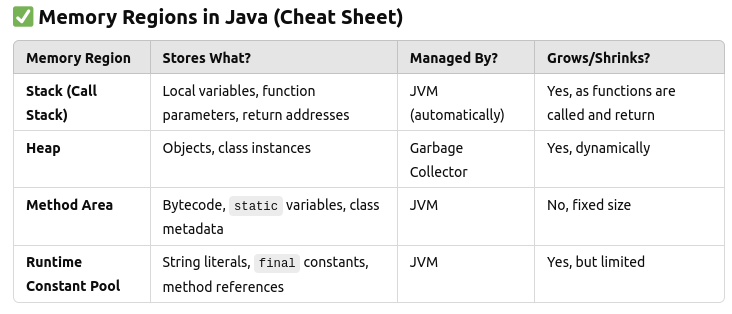 ✅ Memory Regions in Java (Cheat Sheet)
Memory Region Stores What? Managed By? Grows/Shrinks?
Stack (Call Local variables, function JVM Yes, as functions are
Stack) parameters, return addresses (automatically) called and return
Heap Objects, class instances Garbage Yes, dynamically
Collector
Method Area Bytecode, static variables, class JVM No, fixed size
metadata
Runtime String literals, final constants, JVM Yes, but limited
Constant Pool method references